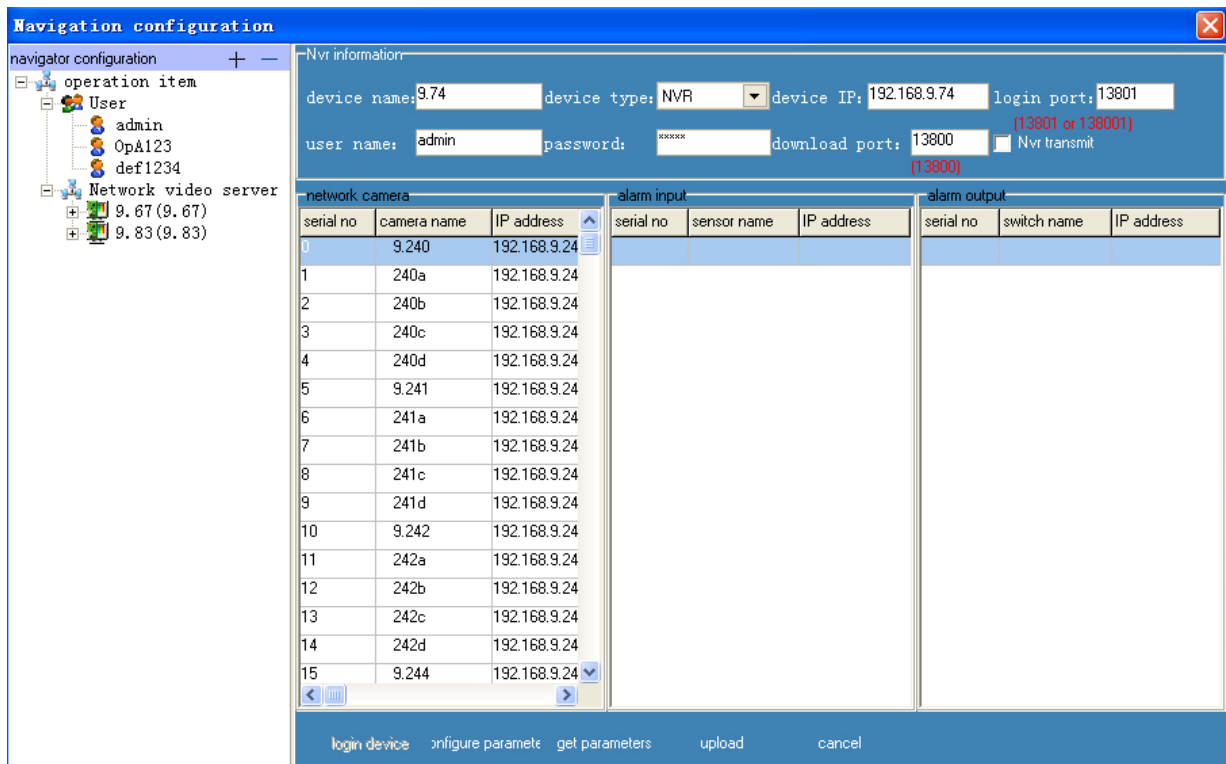 Navigation configuration
navigator configuration + −
operation item
User
admin
OpA123
def1234
Network video server
9.67(9.67)
9.83(9.83)
Nvr information
device name: 9.74 device type: NVR device IP: 192.168.9.74 login port: 13801
(13801 or 138001)
user name: admin password: ***** download port: 13800 Nvr transmit
(13800)
network camera alarm input alarm output
serial no camera name IP address serial no sensor name IP address serial no switch name IP address
0 9.240 192.168.9.24
1 240a 192.168.9.24
2 240b 192.168.9.24
3 240c 192.168.9.24
4 240d 192.168.9.24
5 9.241 192.168.9.24
6 241a 192.168.9.24
7 241b 192.168.9.24
8 241c 192.168.9.24
9 241d 192.168.9.24
10 9.242 192.168.9.24
11 242a 192.168.9.24
12 242b 192.168.9.24
13 242c 192.168.9.24
14 242d 192.168.9.24
15 9.244 192.168.9.24
login device onfigure paramete get parameters upload cancel